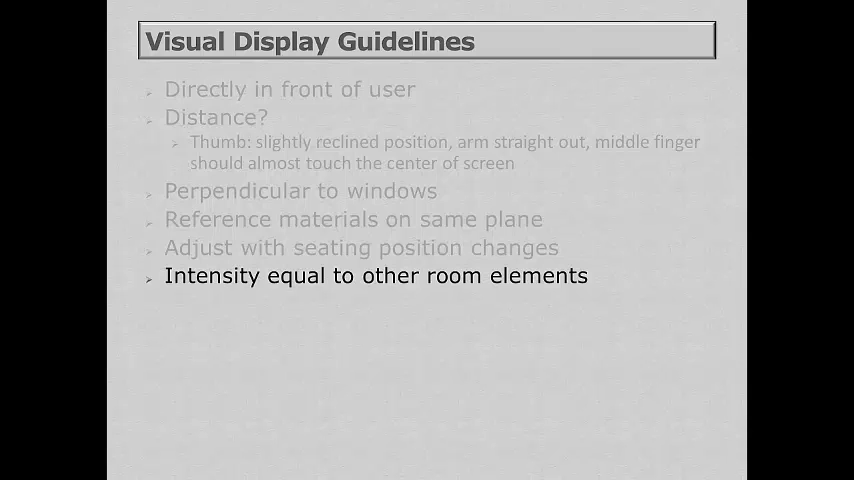 Visual Display Guidelines
Directly in front of user
Distance?
Thumb: slightly reclined position, arm straight out, middle finger
should almost touch the center of screen
Perpendicular to windows
Reference materials on same plane
Adjust with seating position changes
Intensity equal to other room elements